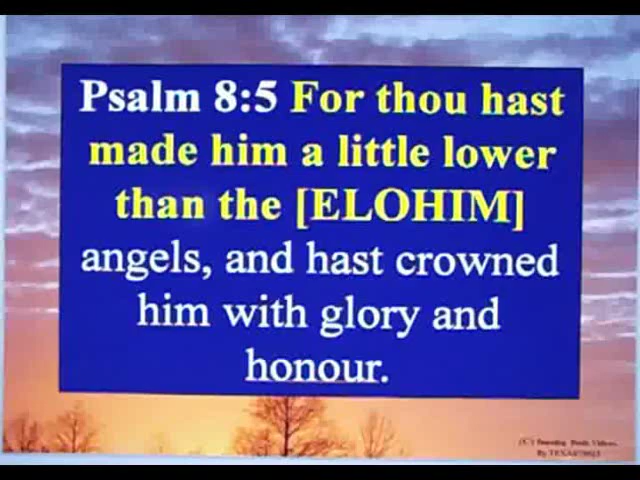 Psalm 8:5 For thou hast
made him a little lower
than the [ELOHIM]
angels, and hast crowned
him with glory and
honour.
(C)
By